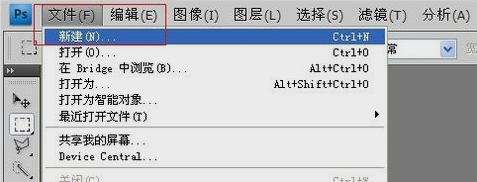 Ps 文件(F) 编辑(E) 图像(I) 图层(L) 选择(S) 滤镜(T) 分析(A)
新建(N)... Ctrl+N
打开(O)... Ctrl+O
常
在 Bridge 中浏览(B)... Alt+Ctrl+O
打开为... Alt+Shift+Ctrl+O
打开为智能对象...
最近打开文件(T)
共享我的屏幕...
Device Central...
关闭(C) Ctrl+W